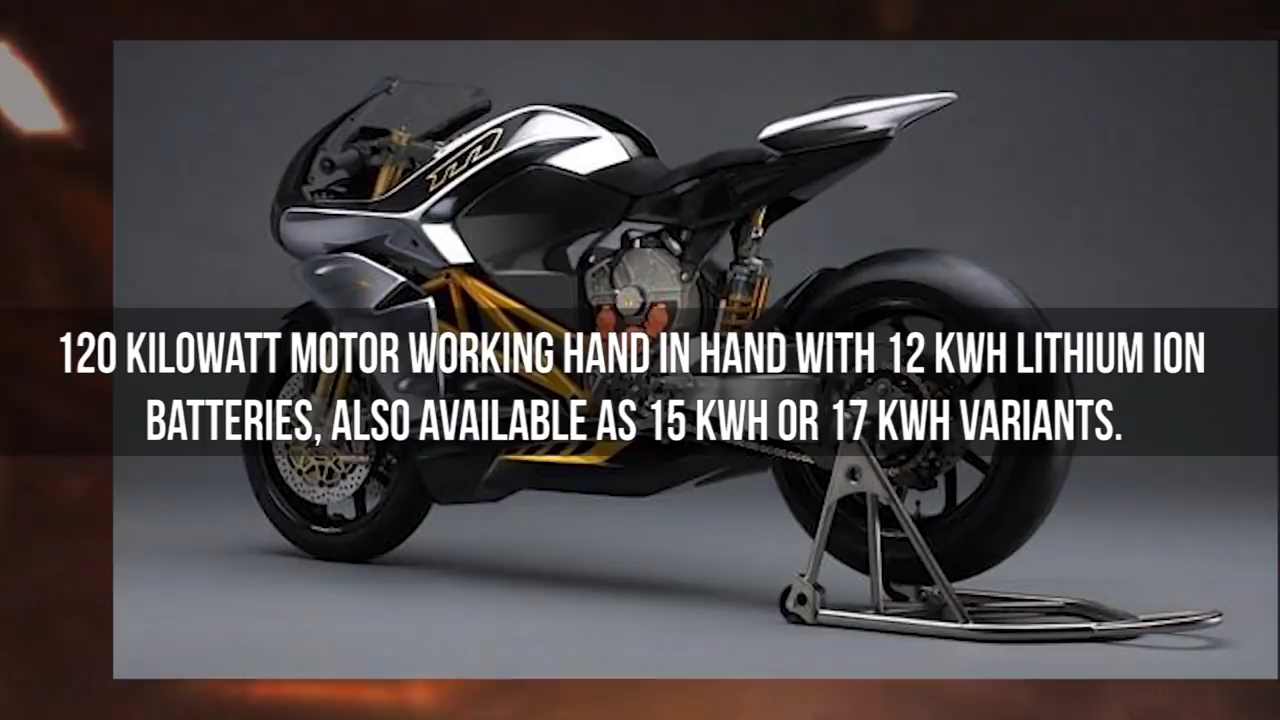 120 KILOWATT MOTOR WORKING HAND IN HAND WITH 12 KWH LITHIUM ION
BATTERIES, ALSO AVAILABLE AS 15 KWH OR 17 KWH VARIANTS.